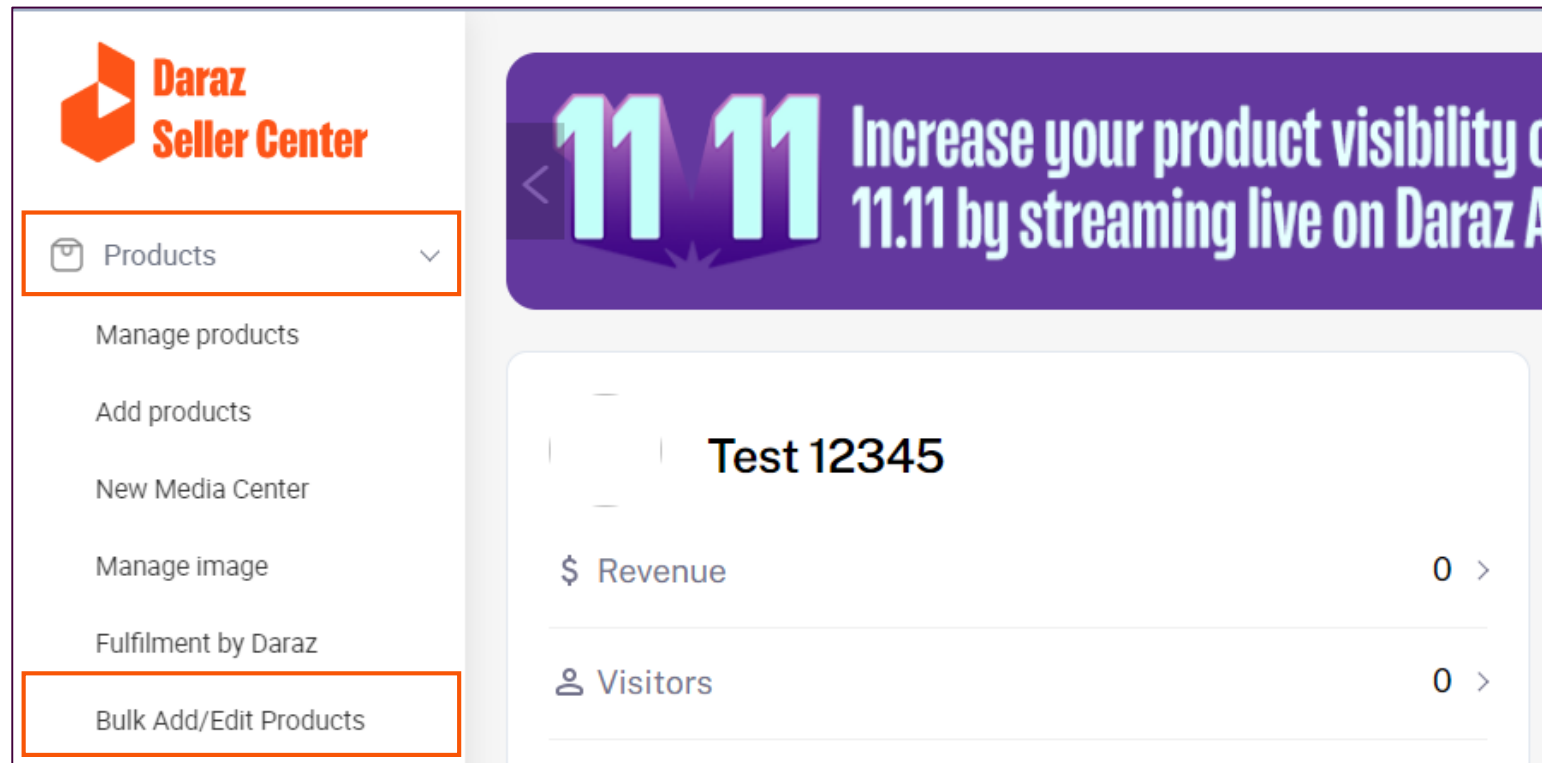 Daraz
Seller Center
Products
Manage products
Add products
New Media Center
Manage image
Fulfilment by Daraz
Bulk Add/Edit Products
11 11
Increase your product visibility
11.11 by streaming live on Daraz
Test 12345
$ Revenue 0
Visitors 0